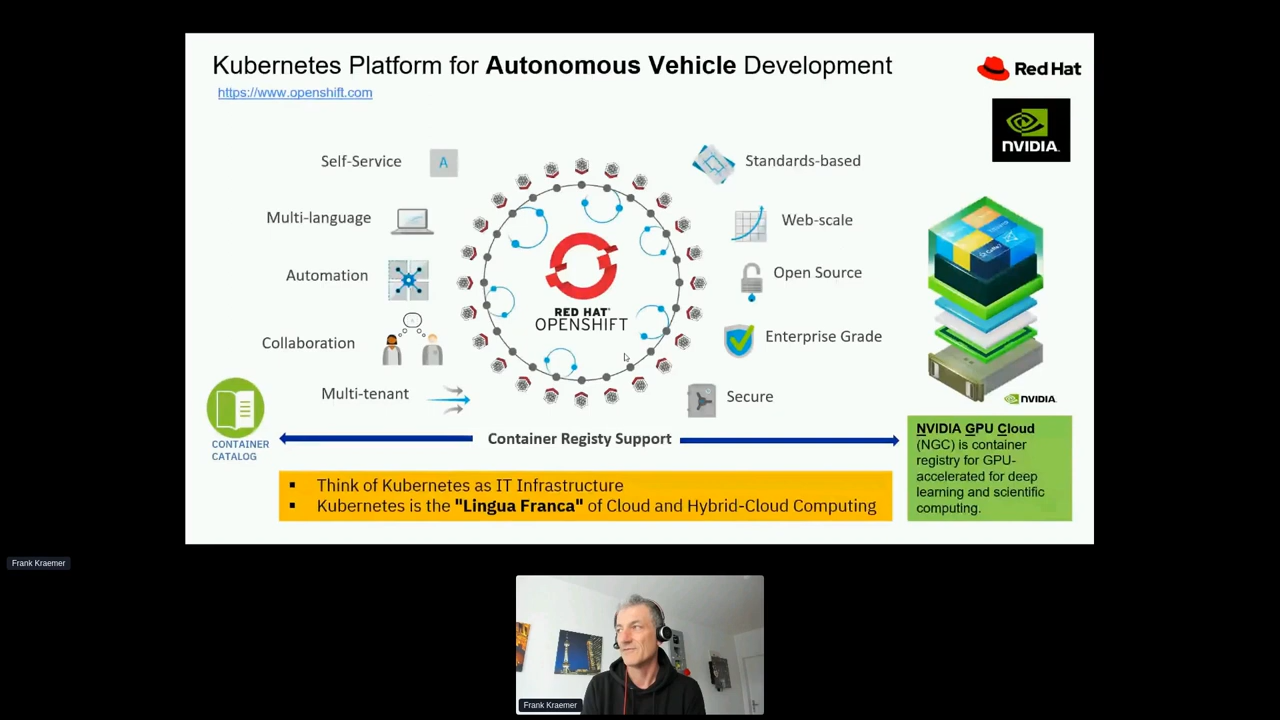 Kubernetes Platform for Autonomous Vehicle Development
https://www.openshift.com
Red Hat
NVIDIA.
Self-Service
A
Multi-language
Automation
Collaboration
Multi-tenant
RED HAT®
OPENSHIFT
Standards-based
Web-scale
Open Source
Enterprise Grade
Secure
NVIDIA.
CONTAINER
CATALOG
Container Registy Support
NVIDIA GPU Cloud
(NGC) is container
registry for GPU-
accelerated for deep
learning and scientific
computing.
▪ Think of Kubernetes as IT Infrastructure
▪ Kubernetes is the "Lingua Franca" of Cloud and Hybrid-Cloud Computing
Frank Kraemer
Frank Kraemer